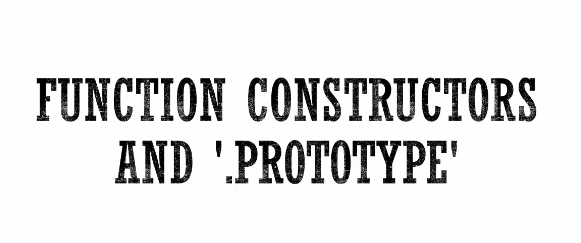 FUNCTION CONSTRUCTORS
AND '.PROTOTYPE'